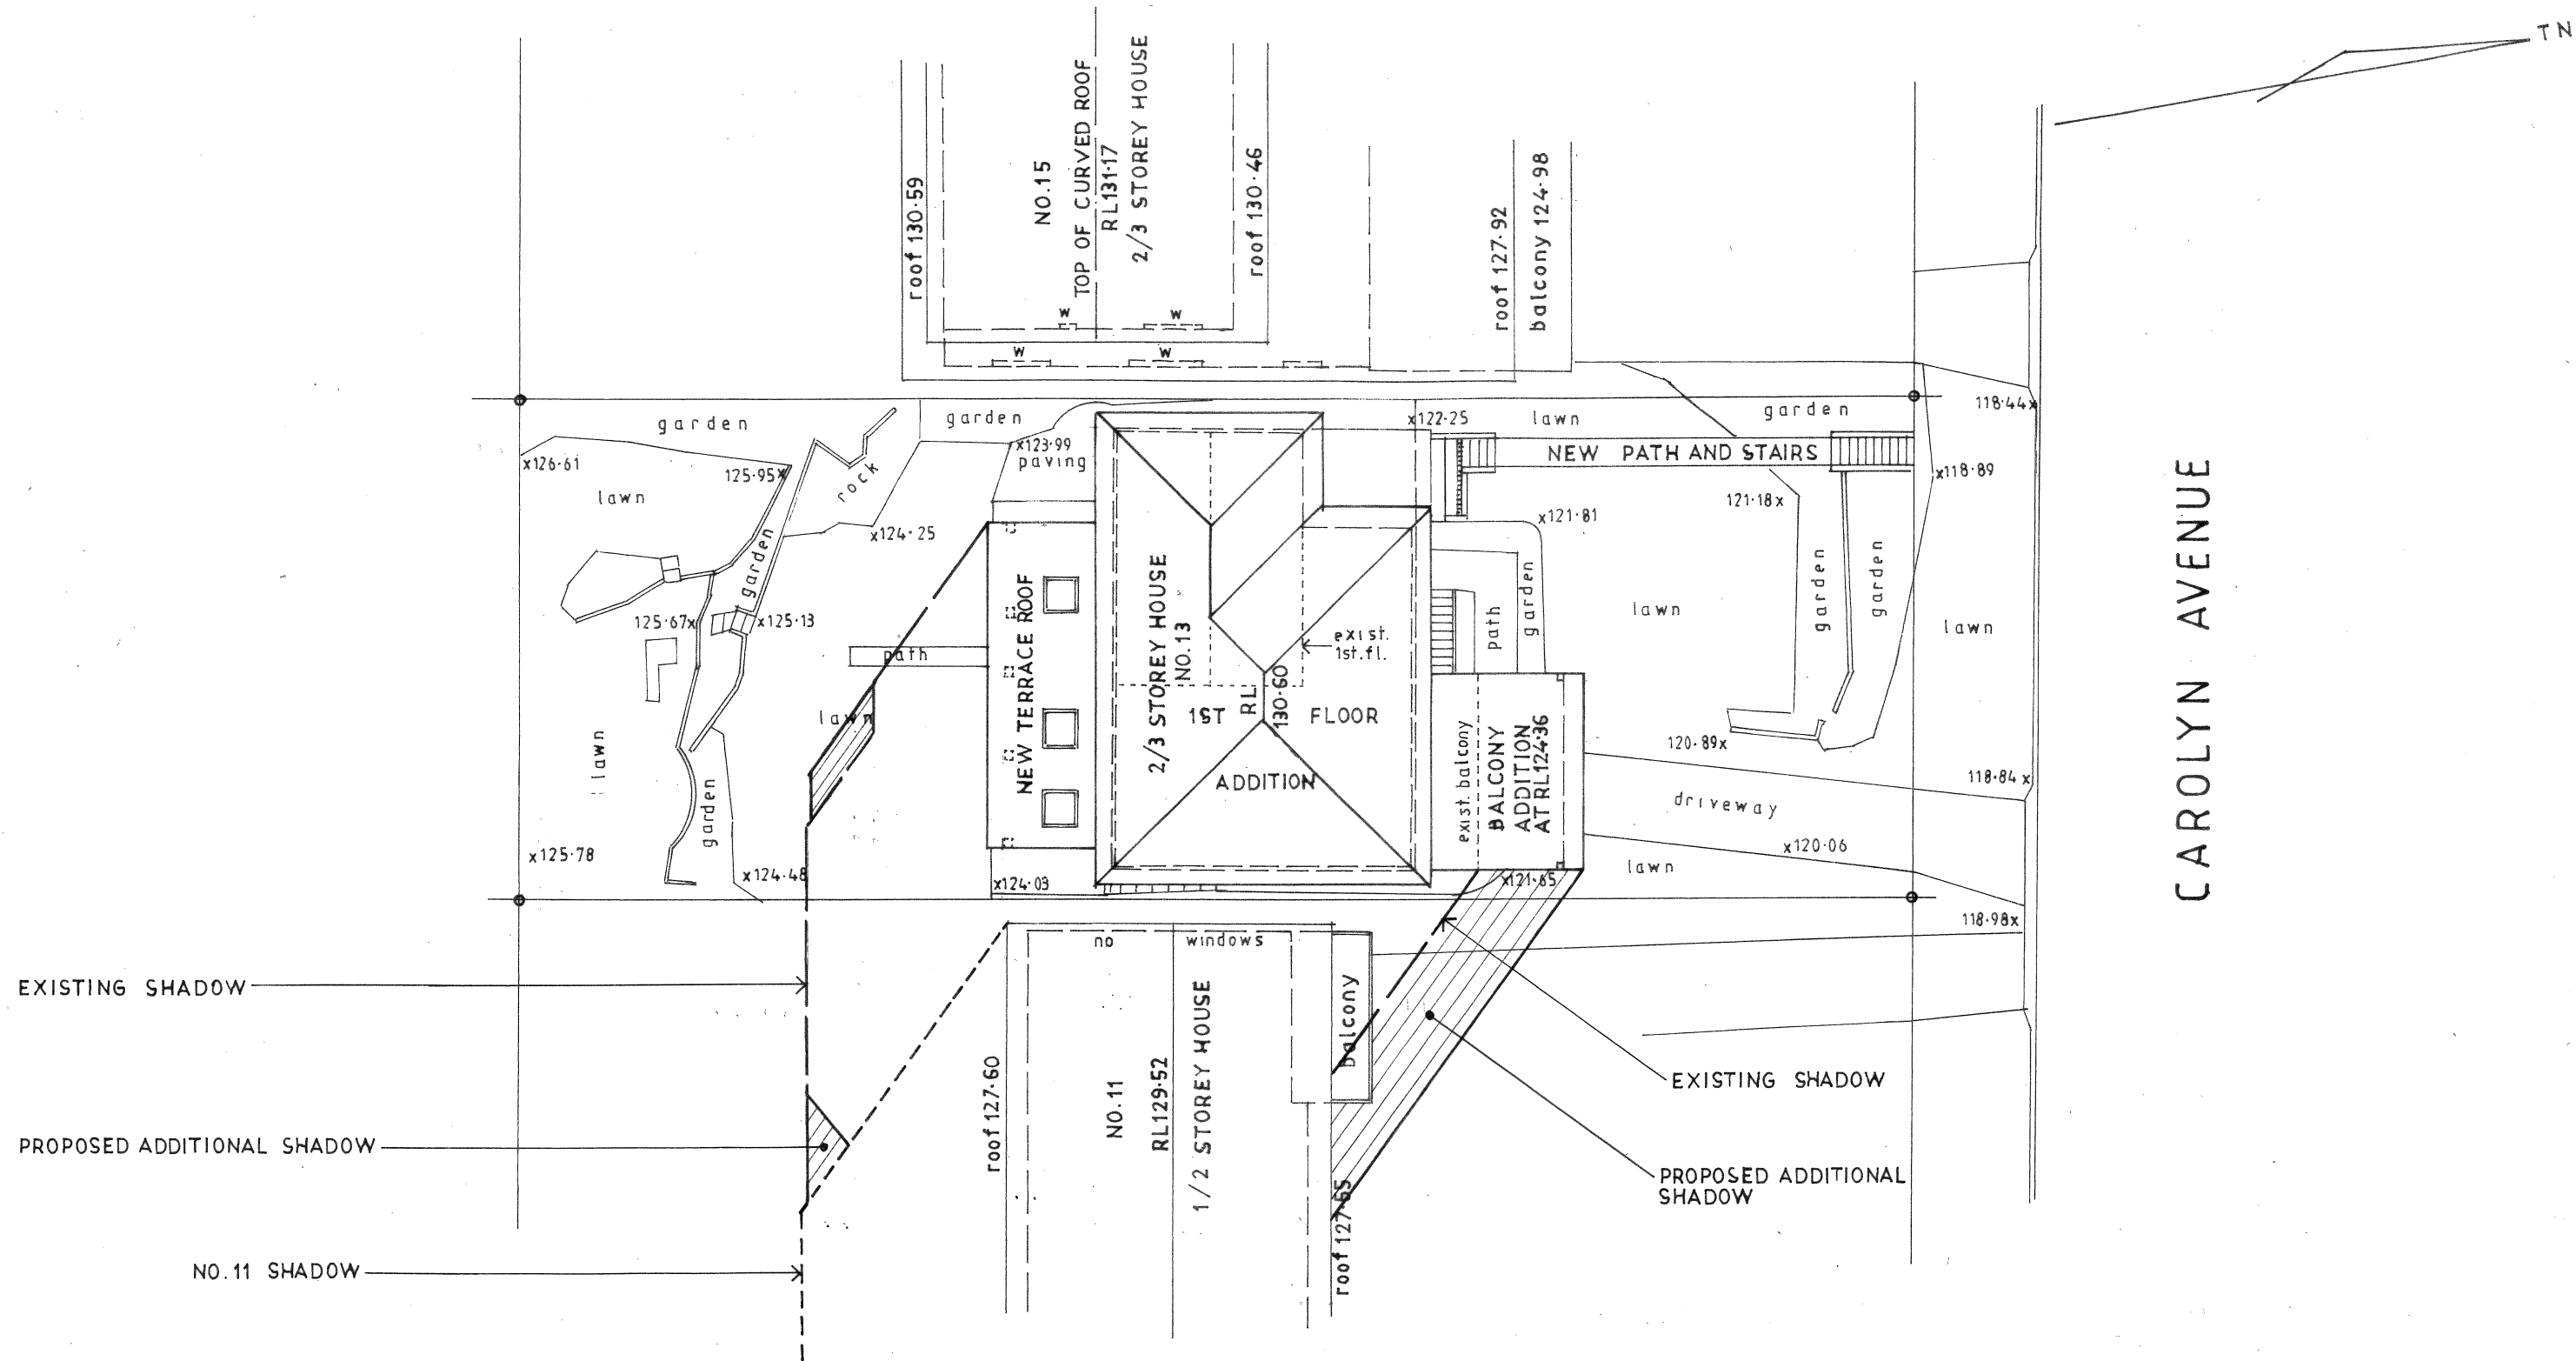 TN
NO.15
TOP OF CURVED ROOF
RL131·17
2/3 STOREY HOUSE
roof 130·59
roof 130·46
roof 127·92
balcony 124·98
w
w
w
w
garden
garden
x122·25
lawn
garden
118·44x
x123·99
paving
NEW PATH AND STAIRS
x126·61
125·95x
rock
x118·89
lawn
121·18x
x124·25
x121·81
garden
125·67x
x125·13
path
lawn
NEW TERRACE ROOF
2/3 STOREY HOUSE
NO.13
exist.
1st.fl.
RL
130·60
1ST
FLOOR
ADDITION
path
garden
lawn
garden
garden
lawn
exist. balcony
BALCONY
ADDITION
AT RL124·36
120·89x
118·84x
driveway
lawn
garden
x120·06
x125·78
x124·48
x124·03
x121·65
lawn
118·98x
CAROLYN AVENUE
no windows
EXISTING SHADOW
balcony
roof 127·60
NO.11
RL129·52
1/2 STOREY HOUSE
roof 127·65
EXISTING SHADOW
PROPOSED ADDITIONAL SHADOW
PROPOSED ADDITIONAL
SHADOW
NO.11 SHADOW